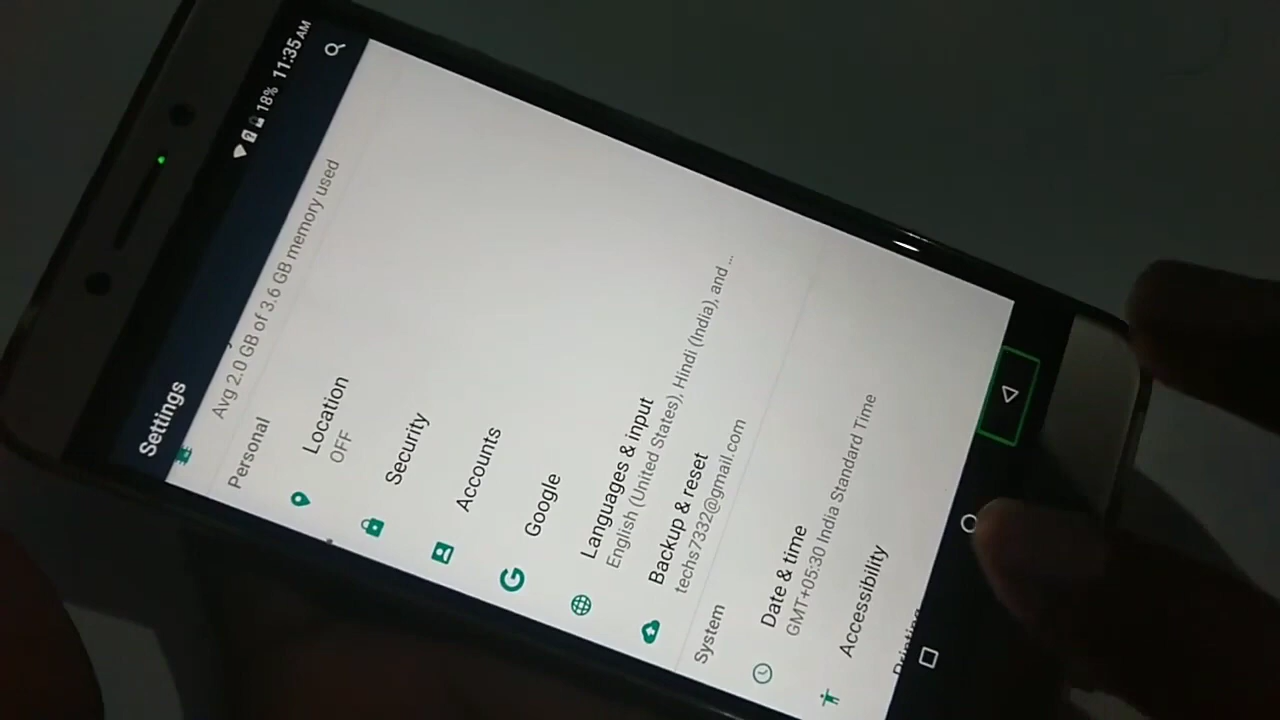 18% 11:35 AM
Settings
Avg 2.0 GB of 3.6 GB memory used
Personal
Location
OFF
Security
Accounts
Google
Languages & input
English (United States), Hindi (India), and ...
Backup & reset
techs7332@gmail.com
System
Date & time
GMT+05:30 India Standard Time
Accessibility
Printing